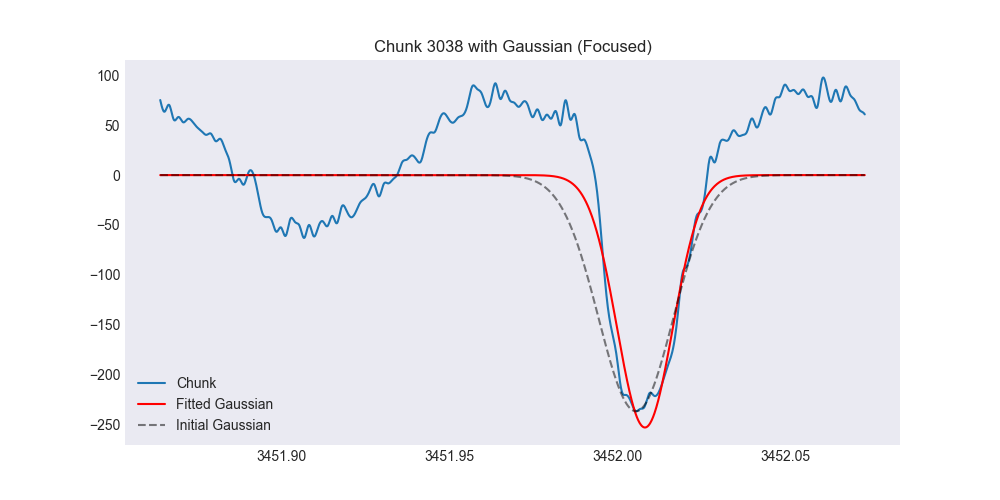 Chunk 3038 with Gaussian (Focused)
100
50
0
−50
−100
−150
−200
−250
Chunk
Fitted Gaussian
Initial Gaussian
3451.90 3451.95 3452.00 3452.05